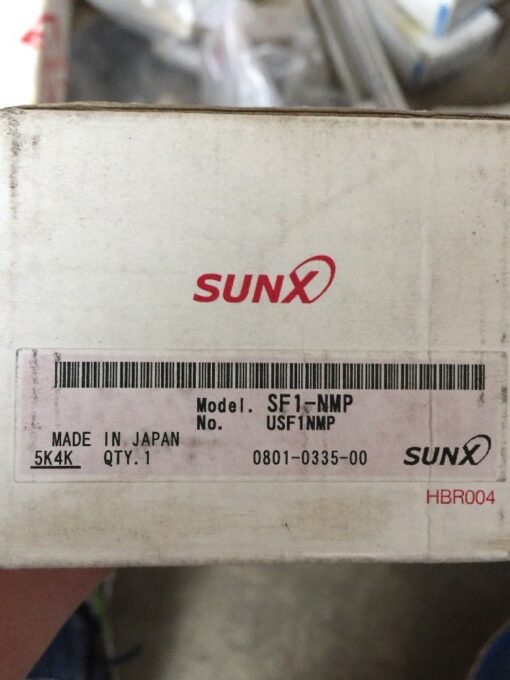 SUNX
Model. SF1-NMP
No. USF1NMP
MADE IN JAPAN
5K4K QTY.1 0801-0335-00 SUNX
HBR004